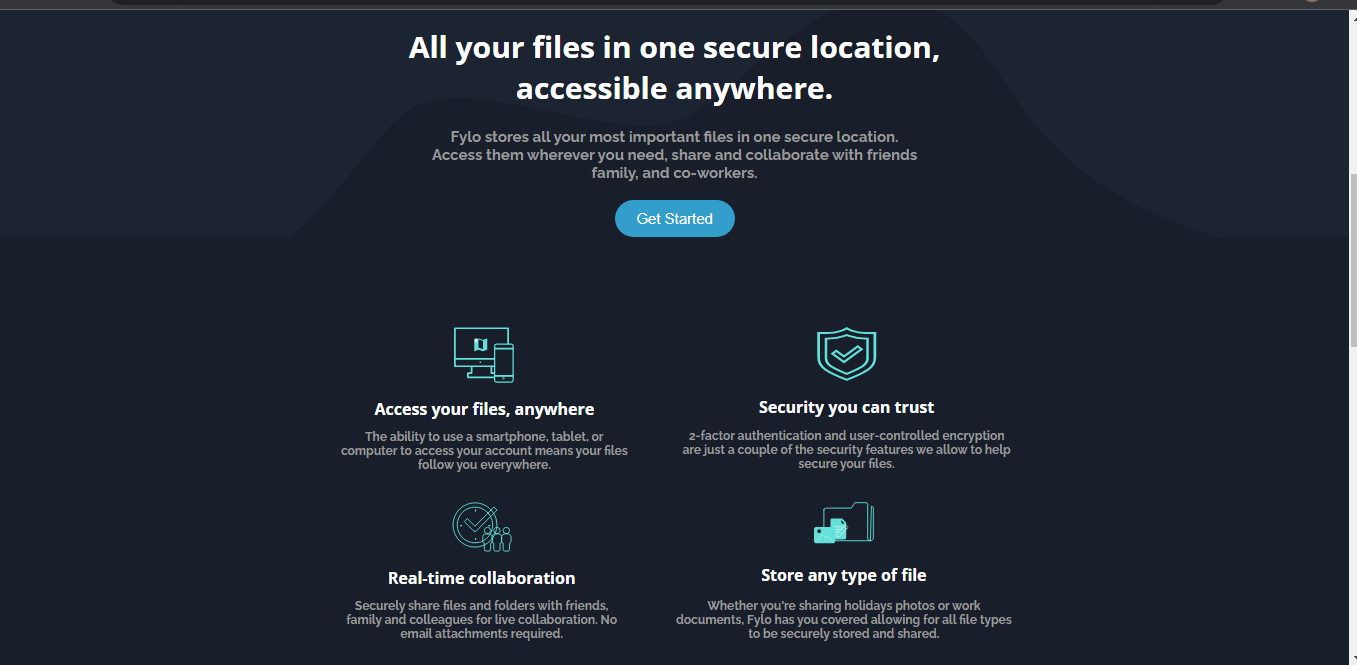 All your files in one secure location,
accessible anywhere.
Fylo stores all your most important files in one secure location.
Access them wherever you need, share and collaborate with friends
family, and co-workers.
Get Started
Access your files, anywhere
The ability to use a smartphone, tablet, or
computer to access your account means your files
follow you everywhere.
Security you can trust
2-factor authentication and user-controlled encryption
are just a couple of the security features we allow to help
secure your files.
Real-time collaboration
Securely share files and folders with friends,
family and colleagues for live collaboration. No
email attachments required.
Store any type of file
Whether you're sharing holidays photos or work
documents, Fylo has you covered allowing for all file types
to be securely stored and shared.